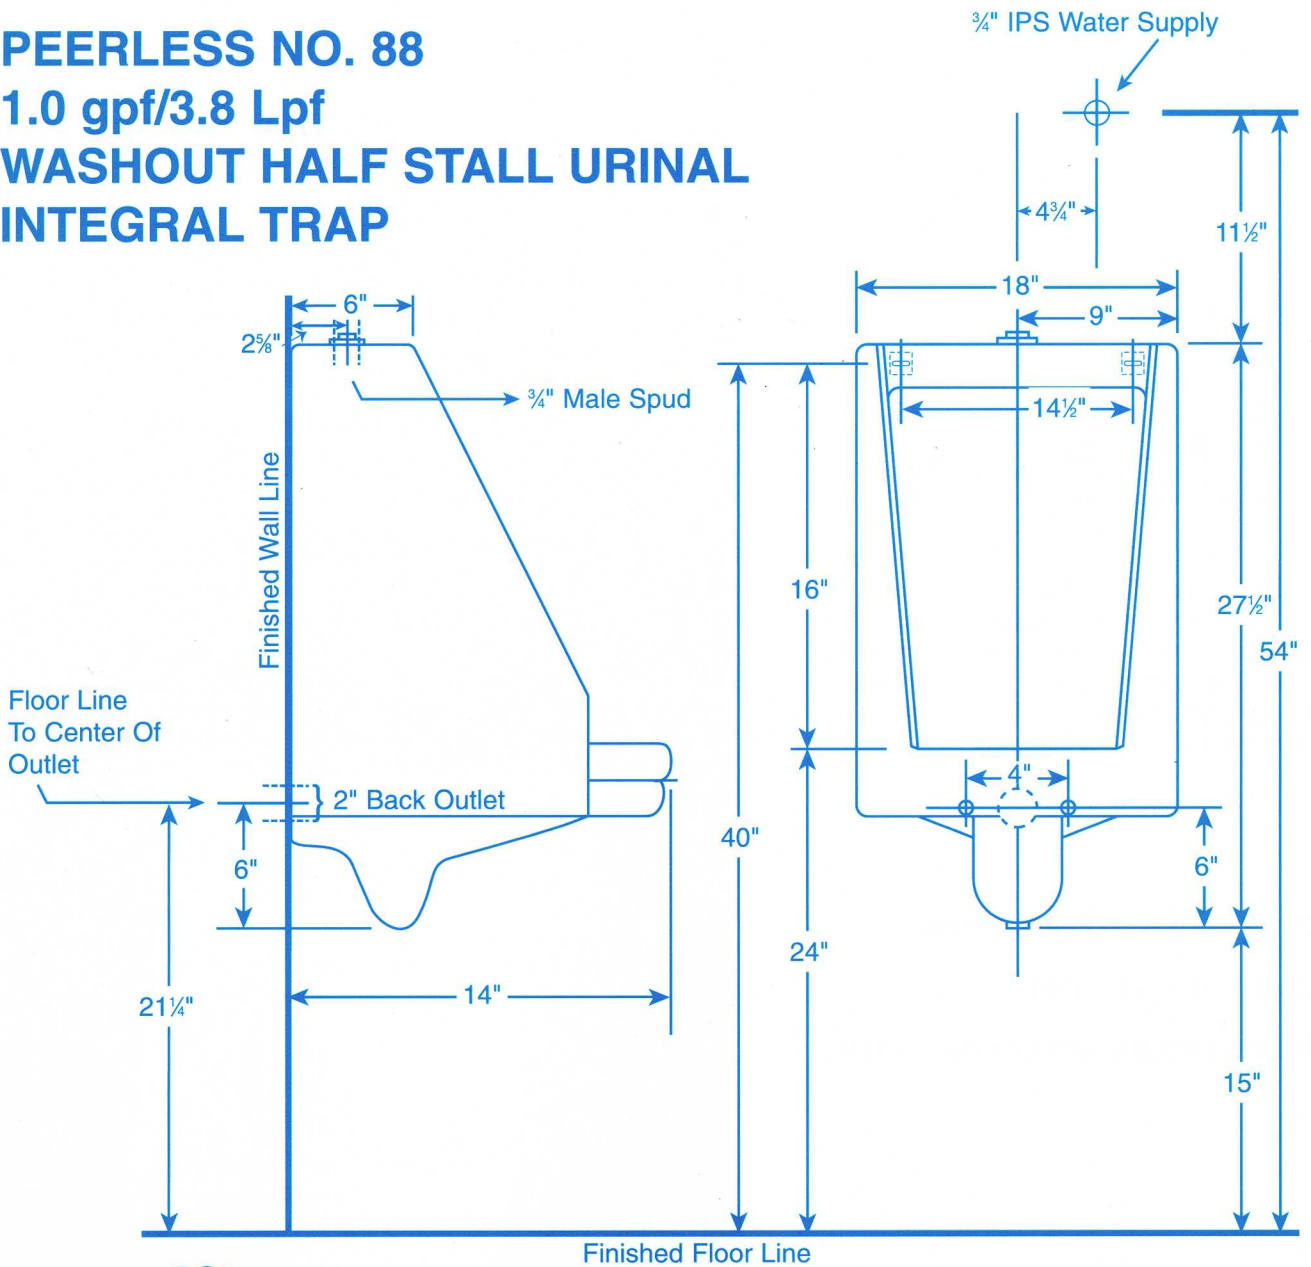 PEERLESS NO. 88
1.0 gpf/3.8 Lpf
WASHOUT HALF STALL URINAL
INTEGRAL TRAP
¾" IPS Water Supply
4¾"
11½"
18"
9"
6"
2⅝"
¾" Male Spud
14½"
Finished Wall Line
16"
27½"
54"
Floor Line
To Center Of
Outlet
2" Back Outlet
4"
40"
6"
6"
24"
14"
21¼"
15"
Finished Floor Line